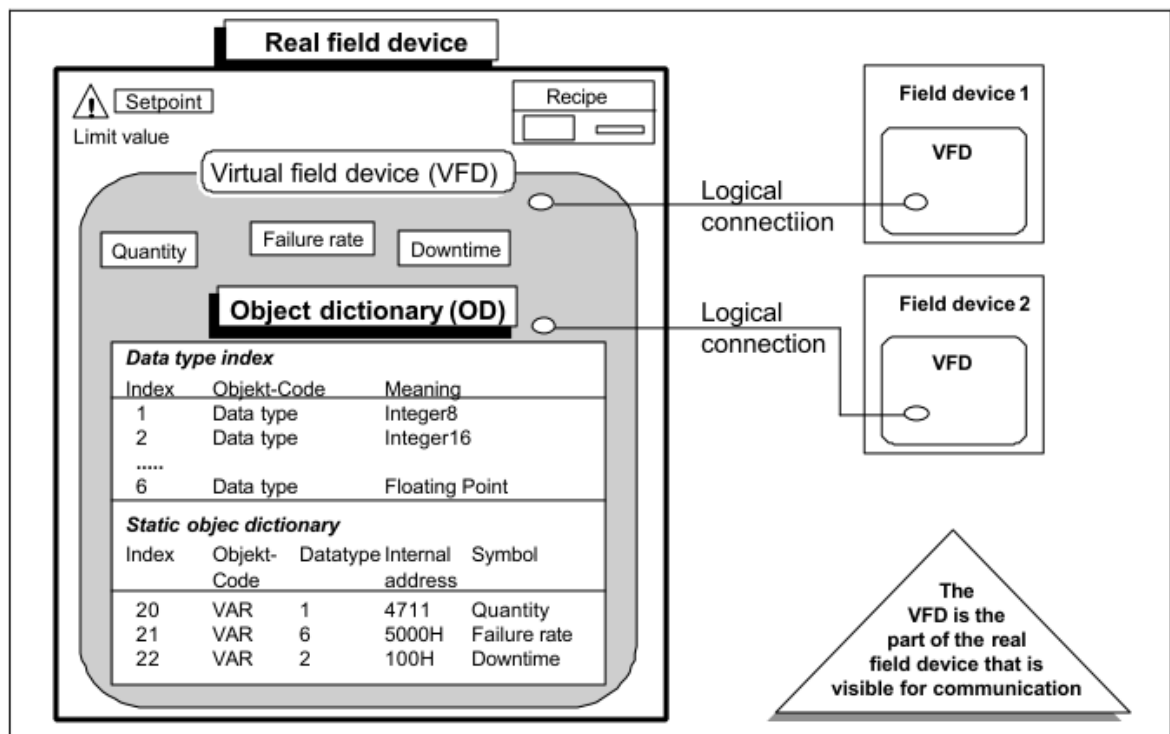 Real field device
Setpoint
Limit value
Recipe
Virtual field device (VFD)
Quantity
Failure rate
Downtime
Object dictionary (OD)
Data type index
Index Objekt-Code Meaning
1 Data type Integer8
2 Data type Integer16
.....
6 Data type Floating Point
Static objec dictionary
Index Objekt- Datatype Internal Symbol
Code address
20 VAR 1 4711 Quantity
21 VAR 6 5000H Failure rate
22 VAR 2 100H Downtime
Logical
connectiion
Field device 1
VFD
Logical
connection
Field device 2
VFD
The
VFD is the
part of the real
field device that is
visible for communication